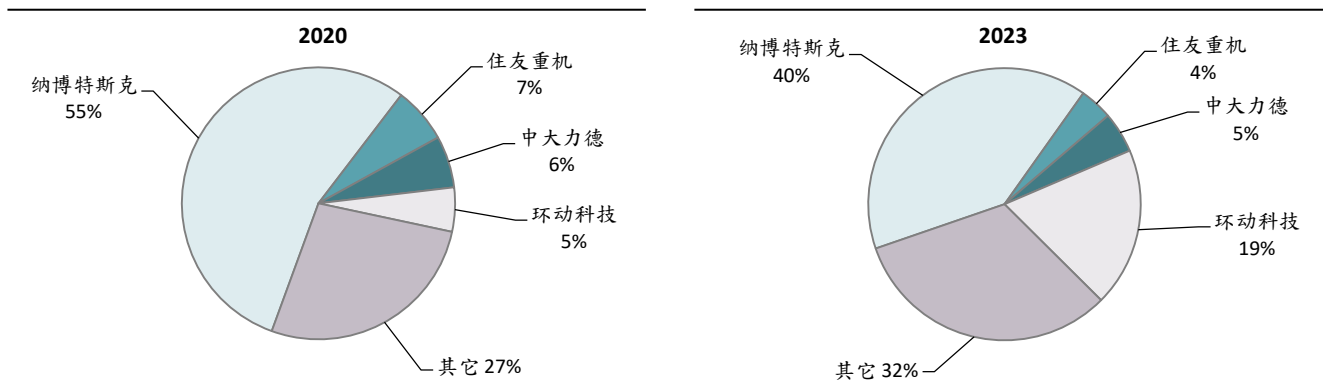 2020
纳博特斯克
55%
住友重机
7%
中大力德
6%
环动科技
5%
其它 27%
2023
纳博特斯克
40%
住友重机
4%
中大力德
5%
环动科技
19%
其它 32%